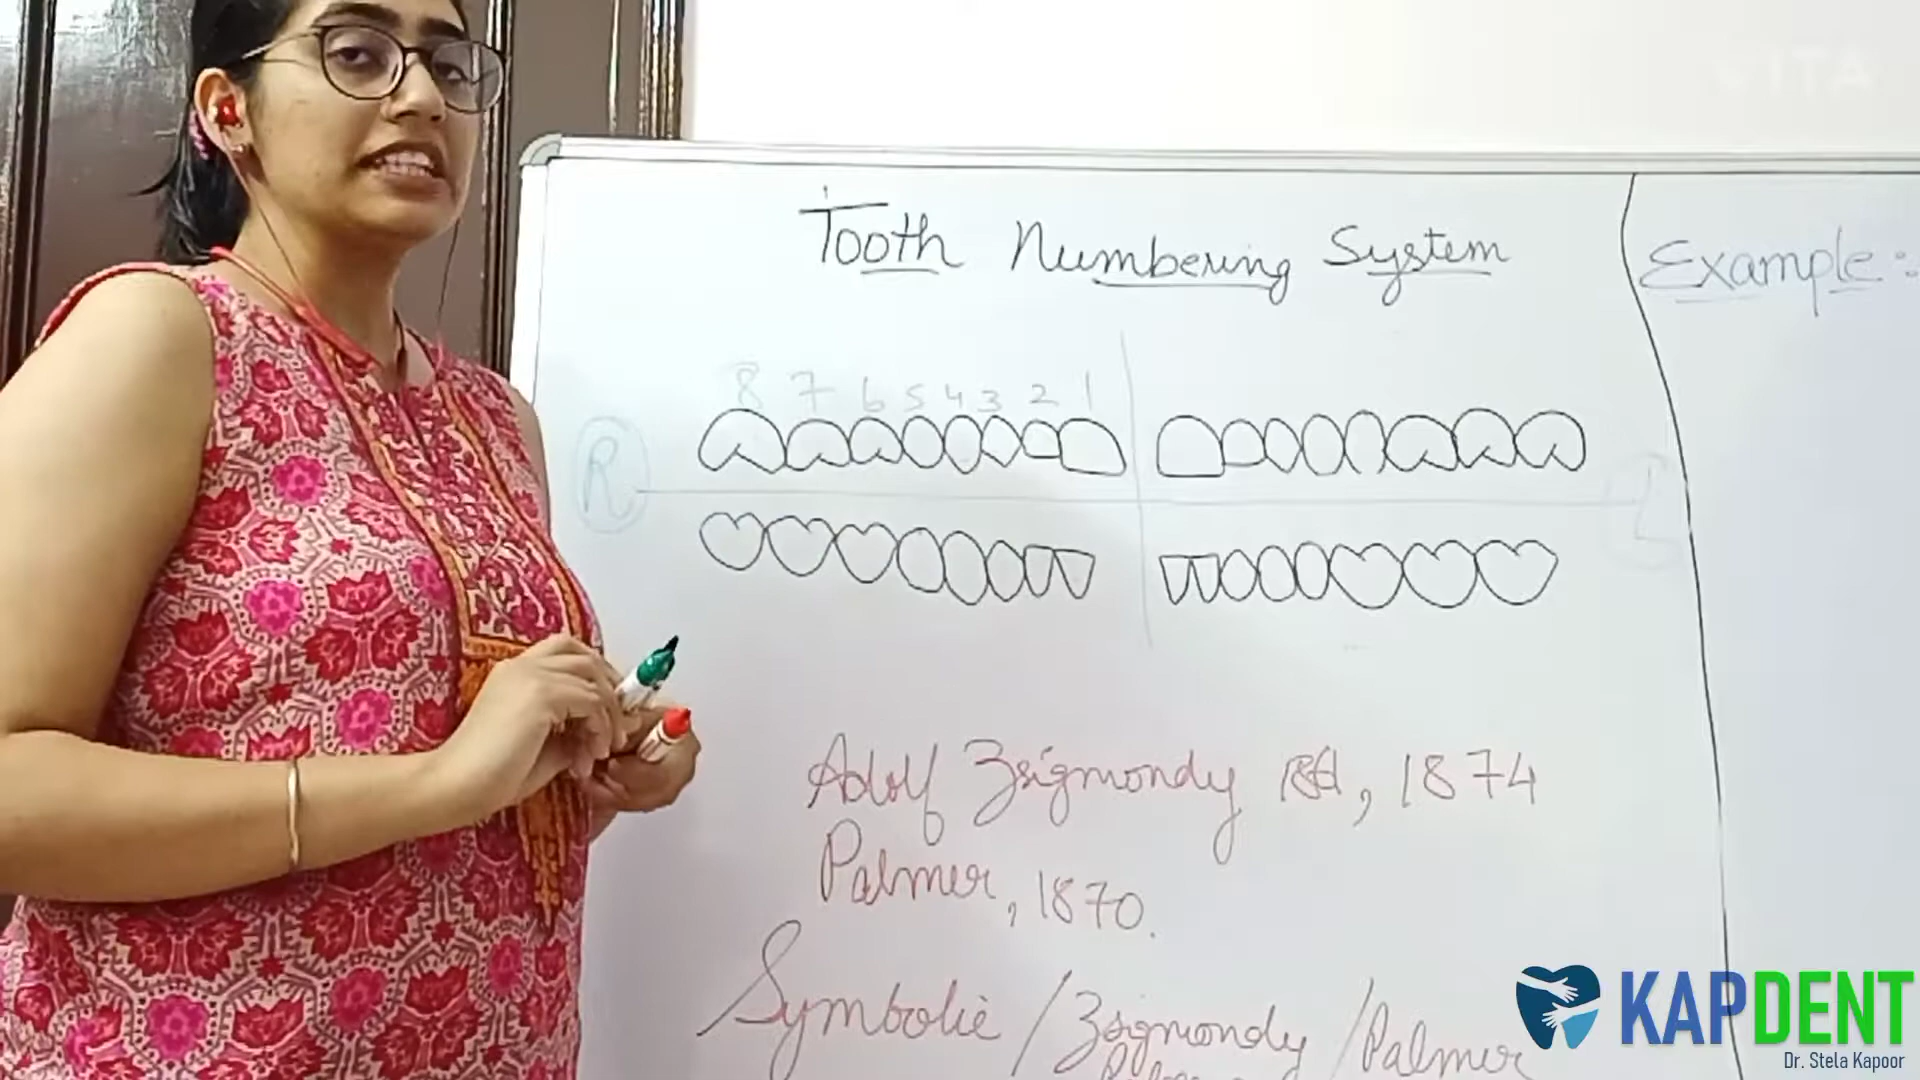 VITA
Tooth Numbering System
Example :-
8 7 6 5 4 3 2 1
R
L
Adolf Zsigmondy, 1874
Palmer, 1870.
Symbolic / Zsigmondy / Palmer
KAPDENT
Dr. Stela Kapoor